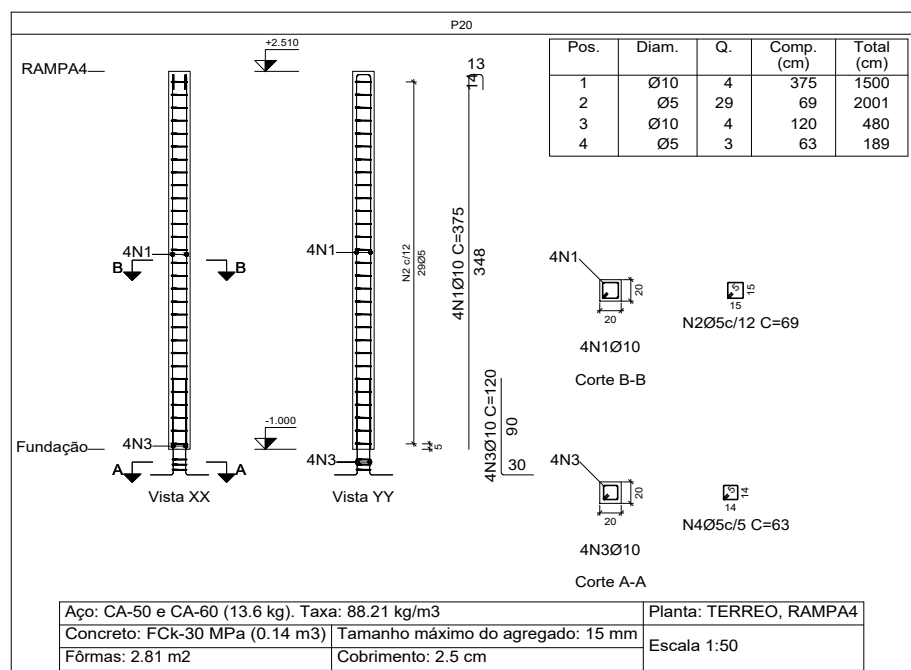 P20
+2.510
RAMPA4
4N1
B
B
Fundação
-1.000
4N3
A
A
Vista XX
4N1
4N3
Vista YY
N2 c/12
29Ø5
5
13
14
4N1Ø10 C=375
348
4N3Ø10 C=120
90
30
Pos. Diam. Q. Comp. (cm) Total (cm)
1 Ø10 4 375 1500
2 Ø5 29 69 2001
3 Ø10 4 120 480
4 Ø5 3 63 189
4N1
20
20
4N1Ø10
Corte B-B
5
15
15
N2Ø5c/12 C=69
4N3
20
20
4N3Ø10
Corte A-A
5
14
14
N4Ø5c/5 C=63
Aço: CA-50 e CA-60 (13.6 kg). Taxa: 88.21 kg/m3
Planta: TERREO, RAMPA4
Concreto: FCk-30 MPa (0.14 m3)
Tamanho máximo do agregado: 15 mm
Escala 1:50
Fôrmas: 2.81 m2
Cobrimento: 2.5 cm